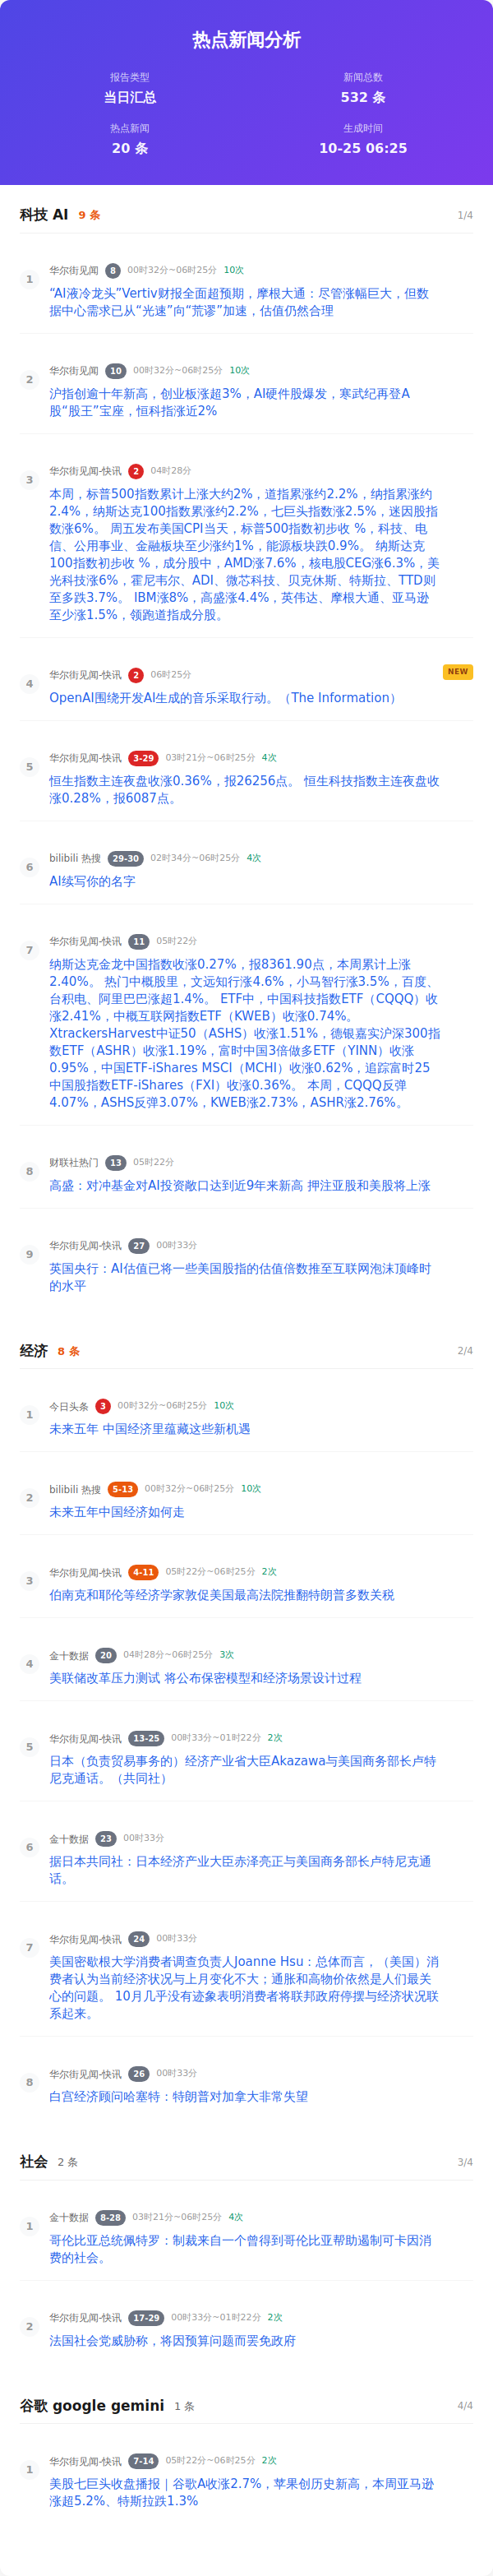 热点新闻分析
报告类型
新闻总数
当日汇总
532 条
热点新闻
生成时间
20 条
10-25 06:25
科技 AI 9 条 1/4
1
华尔街见闻 8 00时32分~06时25分 10次
“AI液冷龙头”Vertiv财报全面超预期，摩根大通：尽管涨幅巨大，但数
据中心需求已从“光速”向“荒谬”加速，估值仍然合理
2
华尔街见闻 10 00时32分~06时25分 10次
沪指创逾十年新高，创业板涨超3%，AI硬件股爆发，寒武纪再登A
股“股王”宝座，恒科指涨近2%
3
华尔街见闻-快讯 2 04时28分
本周，标普500指数累计上涨大约2%，道指累涨约2.2%，纳指累涨约
2.4%，纳斯达克100指数累涨约2.2%，七巨头指数涨2.5%，迷因股指
数涨6%。 周五发布美国CPI当天，标普500指数初步收 %，科技、电
信、公用事业、金融板块至少涨约1%，能源板块跌0.9%。 纳斯达克
100指数初步收 %，成分股中，AMD涨7.6%，核电股CEG涨6.3%，美
光科技涨6%，霍尼韦尔、ADI、微芯科技、贝克休斯、特斯拉、TTD则
至多跌3.7%。 IBM涨8%，高盛涨4.4%，英伟达、摩根大通、亚马逊
至少涨1.5%，领跑道指成分股。
4
华尔街见闻-快讯 2 06时25分 NEW
OpenAI围绕开发AI生成的音乐采取行动。（The Information）
5
华尔街见闻-快讯 3-29 03时21分~06时25分 4次
恒生指数主连夜盘收涨0.36%，报26256点。 恒生科技指数主连夜盘收
涨0.28%，报6087点。
6
bilibili 热搜 29-30 02时34分~06时25分 4次
AI续写你的名字
7
华尔街见闻-快讯 11 05时22分
纳斯达克金龙中国指数收涨0.27%，报8361.90点，本周累计上涨
2.40%。 热门中概股里，文远知行涨4.6%，小马智行涨3.5%，百度、
台积电、阿里巴巴涨超1.4%。 ETF中，中国科技指数ETF（CQQQ）收
涨2.41%，中概互联网指数ETF（KWEB）收涨0.74%。
XtrackersHarvest中证50（ASHS）收涨1.51%，德银嘉实沪深300指
数ETF（ASHR）收涨1.19%，富时中国3倍做多ETF（YINN）收涨
0.95%，中国ETF-iShares MSCI（MCHI）收涨0.62%，追踪富时25
中国股指数ETF-iShares（FXI）收涨0.36%。 本周，CQQQ反弹
4.07%，ASHS反弹3.07%，KWEB涨2.73%，ASHR涨2.76%。
8
财联社热门 13 05时22分
高盛：对冲基金对AI投资敞口达到近9年来新高 押注亚股和美股将上涨
9
华尔街见闻-快讯 27 00时33分
英国央行：AI估值已将一些美国股指的估值倍数推至互联网泡沫顶峰时
的水平
经济 8 条 2/4
1
今日头条 3 00时32分~06时25分 10次
未来五年 中国经济里蕴藏这些新机遇
2
bilibili 热搜 5-13 00时32分~06时25分 10次
未来五年中国经济如何走
3
华尔街见闻-快讯 4-11 05时22分~06时25分 2次
伯南克和耶伦等经济学家敦促美国最高法院推翻特朗普多数关税
4
金十数据 20 04时28分~06时25分 3次
美联储改革压力测试 将公布保密模型和经济场景设计过程
5
华尔街见闻-快讯 13-25 00时33分~01时22分 2次
日本（负责贸易事务的）经济产业省大臣Akazawa与美国商务部长卢特
尼克通话。（共同社）
6
金十数据 23 00时33分
据日本共同社：日本经济产业大臣赤泽亮正与美国商务部长卢特尼克通
话。
7
华尔街见闻-快讯 24 00时33分
美国密歇根大学消费者调查负责人Joanne Hsu：总体而言，（美国）消
费者认为当前经济状况与上月变化不大；通胀和高物价依然是人们最关
心的问题。 10月几乎没有迹象表明消费者将联邦政府停摆与经济状况联
系起来。
8
华尔街见闻-快讯 26 00时33分
白宫经济顾问哈塞特：特朗普对加拿大非常失望
社会 2 条 3/4
1
金十数据 8-28 03时21分~06时25分 4次
哥伦比亚总统佩特罗：制裁来自一个曾得到哥伦比亚帮助遏制可卡因消
费的社会。
2
华尔街见闻-快讯 17-29 00时33分~01时22分 2次
法国社会党威胁称，将因预算问题而罢免政府
谷歌 google gemini 1 条 4/4
1
华尔街见闻-快讯 7-14 05时22分~06时25分 2次
美股七巨头收盘播报｜谷歌A收涨2.7%，苹果创历史新高，本周亚马逊
涨超5.2%、特斯拉跌1.3%